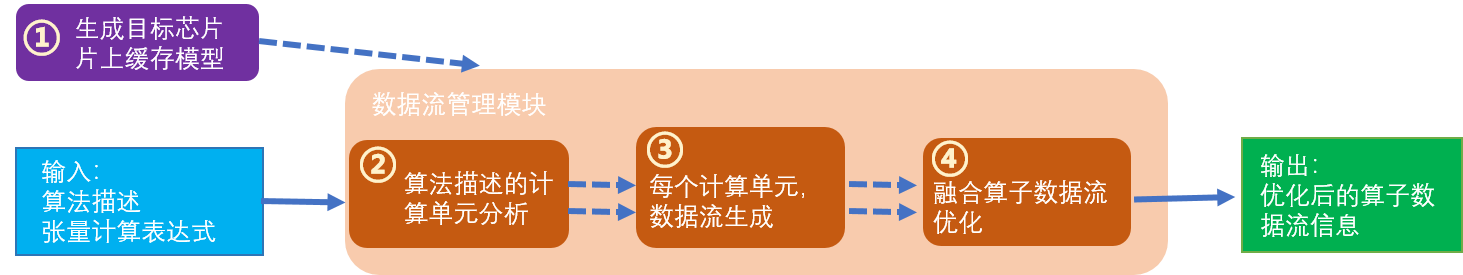 ① 生成目标芯片
片上缓存模型
数据流管理模块
输入：
算法描述
张量计算表达式
② 算法描述的计
算单元分析
③
每个计算单元,
数据流生成
④
融合算子数据流
优化
输出：
优化后的算子数
据流信息